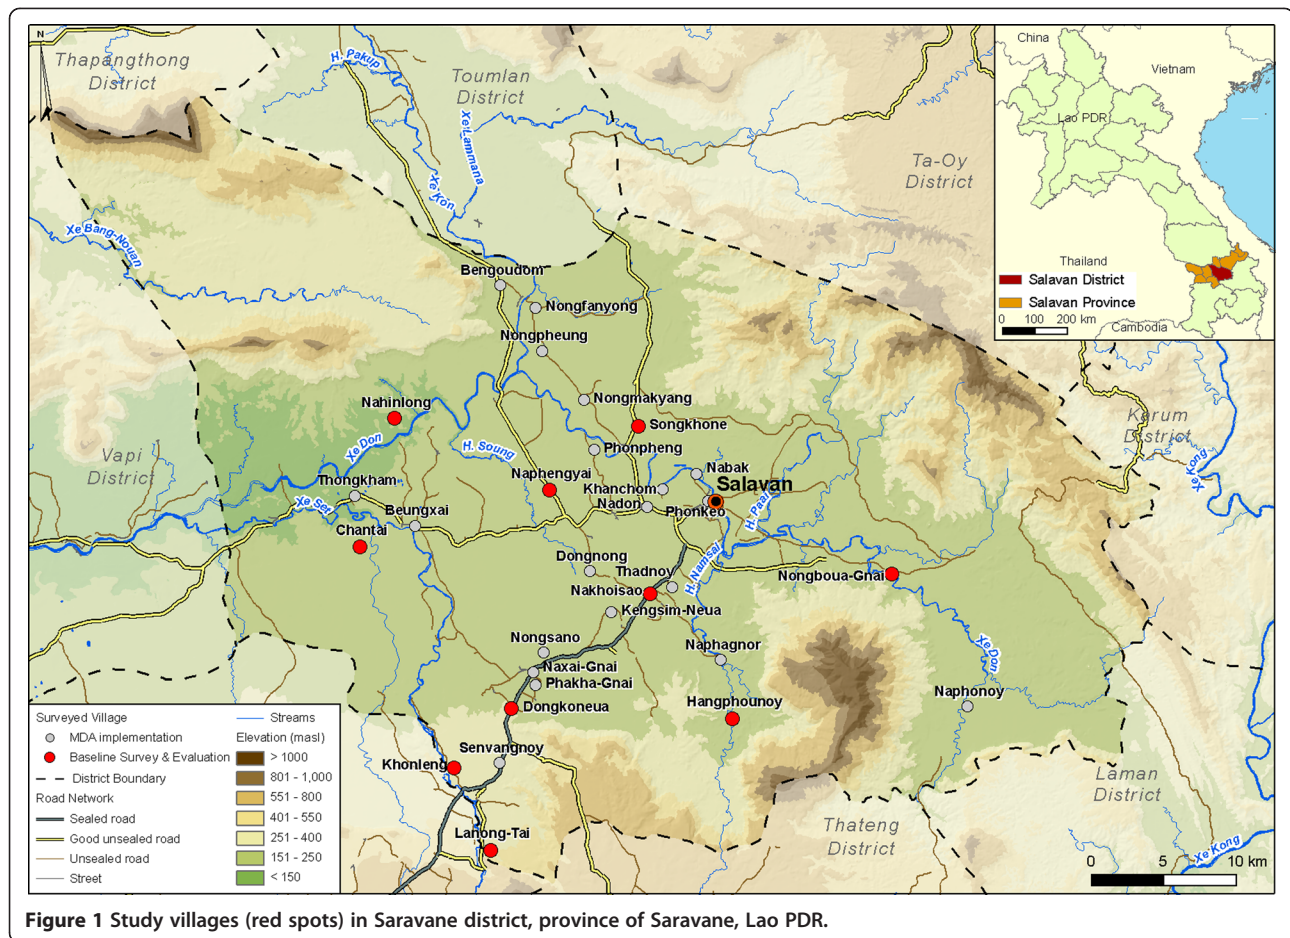 N
Thapangthong
District
H. Pakup
Toumlan
District
Xe Lammana
Xe Kon
Ta-Oy
District
China
Vietnam
Lao PDR
Thailand
Salavan District
Salavan Province
0 100 200 km
Cambodia
Xe Bang-Nouan
Bengoudom
Nongfanyong
Nongpheung
Nahinlong
Nongmakyang
Songkhone
Karum
District
Xe Kong
Vapi
District
Xe Don
H. Soung
Phonpheng
Naphengyai
Nabak
Salavan
Thongkham
Khanchom
Nadon
Phonkeo
H. Paai
Xe Set
Beungxai
Chantai
Dongnong
Thadnoy
H. Namsai
Nongboua-Gnai
Nakhoisao
Kengsim-Neua
Nongsano
Naphagnor
Xe Don
Naxai-Gnai
Phakha-Gnai
Naphonoy
Dongkoneua
Hangphounoy
Senvangnoy
Khonleng
Lanong-Tai
Laman
District
Thateng
District
Xe Kong
0 5 10 km
Surveyed Village
MDA implementation
Baseline Survey & Evaluation
District Boundary
Road Network
Sealed road
Good unsealed road
Unsealed road
Street
Streams
Elevation (masl)
> 1000
801 - 1,000
551 - 800
401 - 550
251 - 400
151 - 250
< 150
Figure 1 Study villages (red spots) in Saravane district, province of Saravane, Lao PDR.